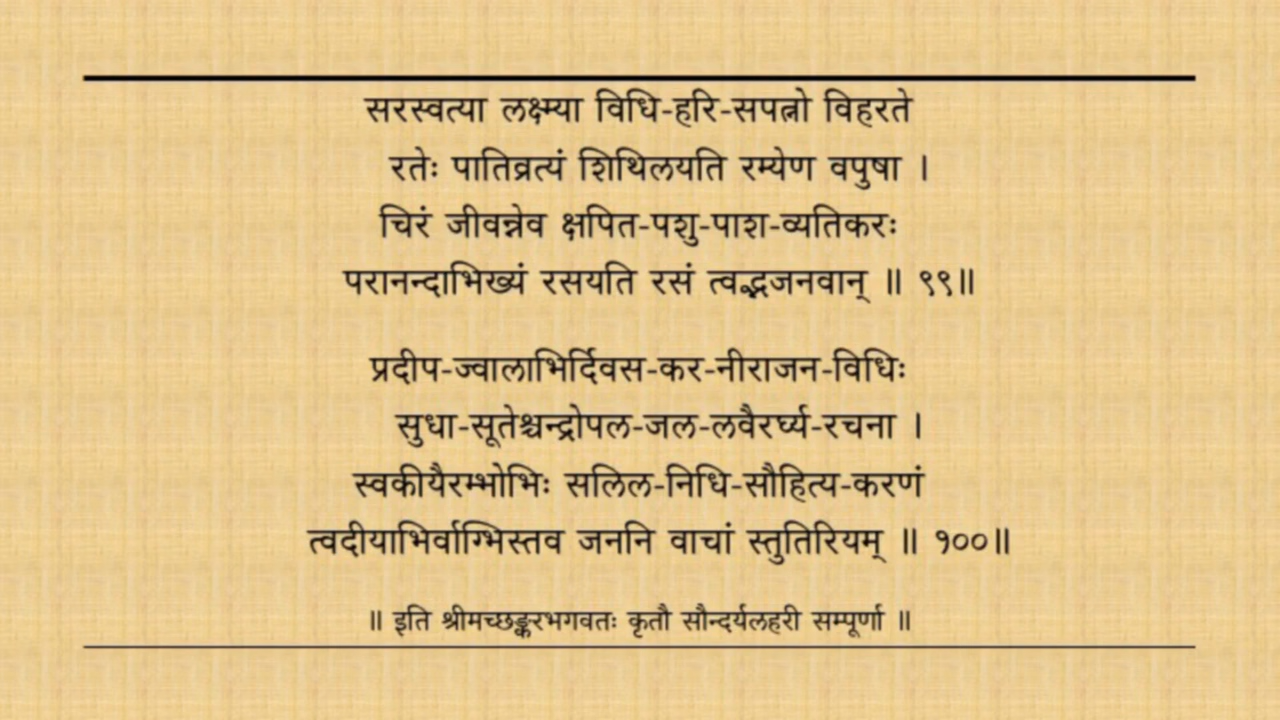 सरस्वत्या लक्ष्म्या विधि-हरि-सपत्नो विहरते
रतेः पातिव्रत्यं शिथिलयति रम्येण वपुषा ।
चिरं जीवन्नेव क्षपित-पशु-पाश-व्यतिकरः
परानन्दाभिख्यं रसयति रसं त्वद्भजनवान् ॥ ९९॥
प्रदीप-ज्वालाभिर्दिवस-कर-नीराजन-विधिः
सुधा-सूतेश्चन्द्रोपल-जल-लवैरर्घ्य-रचना ।
स्वकीयैरम्भोभिः सलिल-निधि-सौहित्य-करणं
त्वदीयाभिर्वाग्भिस्तव जननि वाचां स्तुतिरियम् ॥ १००॥
॥ इति श्रीमच्छङ्करभगवतः कृतौ सौन्दर्यलहरी सम्पूर्णा ॥